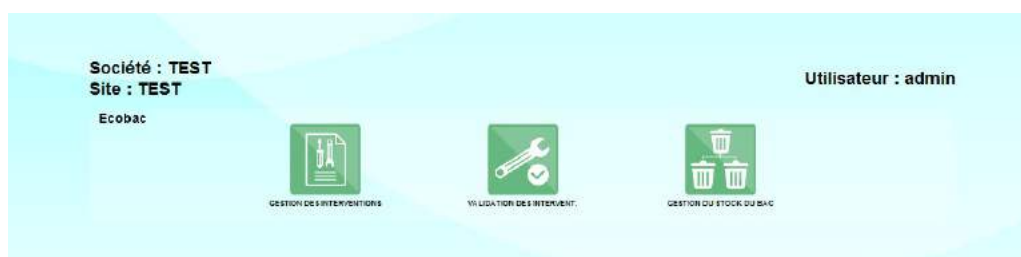 Société : TEST
Site : TEST
Utilisateur : admin
Ecobac
GESTION DES INTERVENTIONS
VALIDATION DES INTERVENT.
GESTION DU STOCK DU BAC